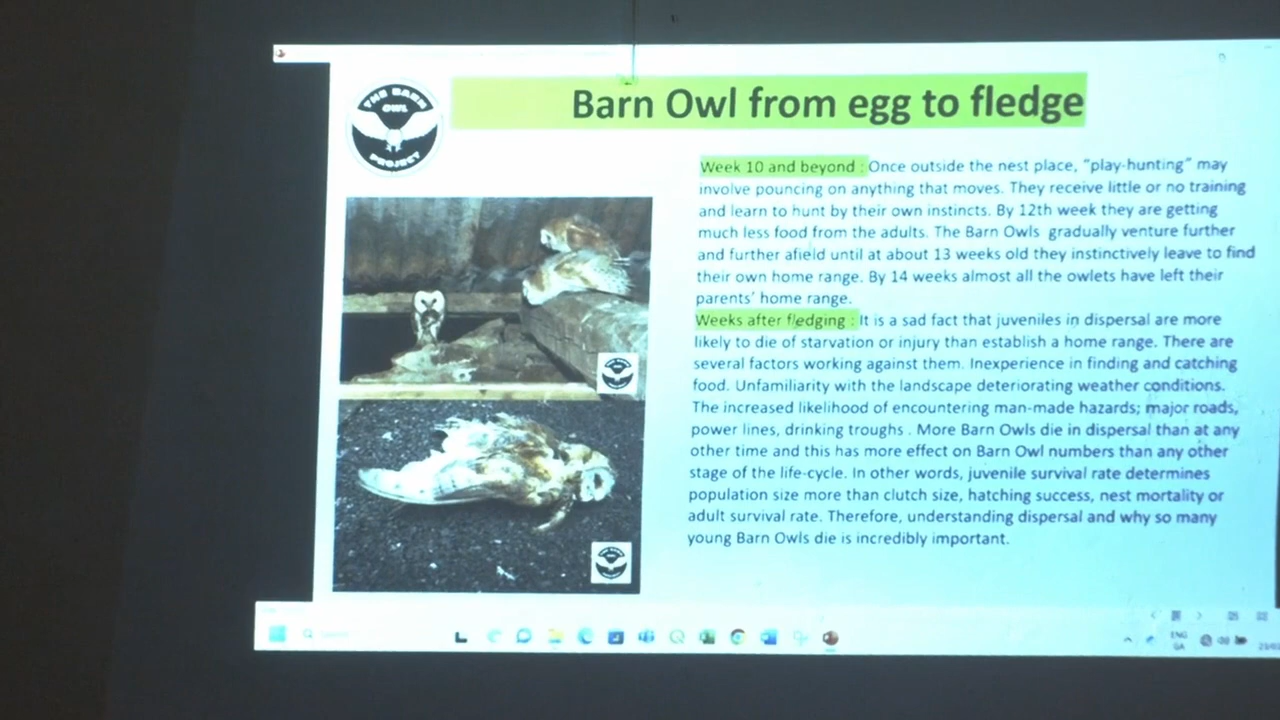 Barn Owl from egg to fledge
THE BARN
OWL
PROJECT
Week 10 and beyond : Once outside the nest place, “play-hunting” may
involve pouncing on anything that moves. They receive little or no training
and learn to hunt by their own instincts. By 12th week they are getting
much less food from the adults. The Barn Owls gradually venture further
and further afield until at about 13 weeks old they instinctively leave to find
their own home range. By 14 weeks almost all the owlets have left their
parents’ home range.
Weeks after fledging : It is a sad fact that juveniles in dispersal are more
likely to die of starvation or injury than establish a home range. There are
several factors working against them. Inexperience in finding and catching
food. Unfamiliarity with the landscape deteriorating weather conditions.
The increased likelihood of encountering man-made hazards; major roads,
power lines, drinking troughs . More Barn Owls die in dispersal than at any
other time and this has more effect on Barn Owl numbers than any other
stage of the life-cycle. In other words, juvenile survival rate determines
population size more than clutch size, hatching success, nest mortality or
adult survival rate. Therefore, understanding dispersal and why so many
young Barn Owls die is incredibly important.
ENG
GA